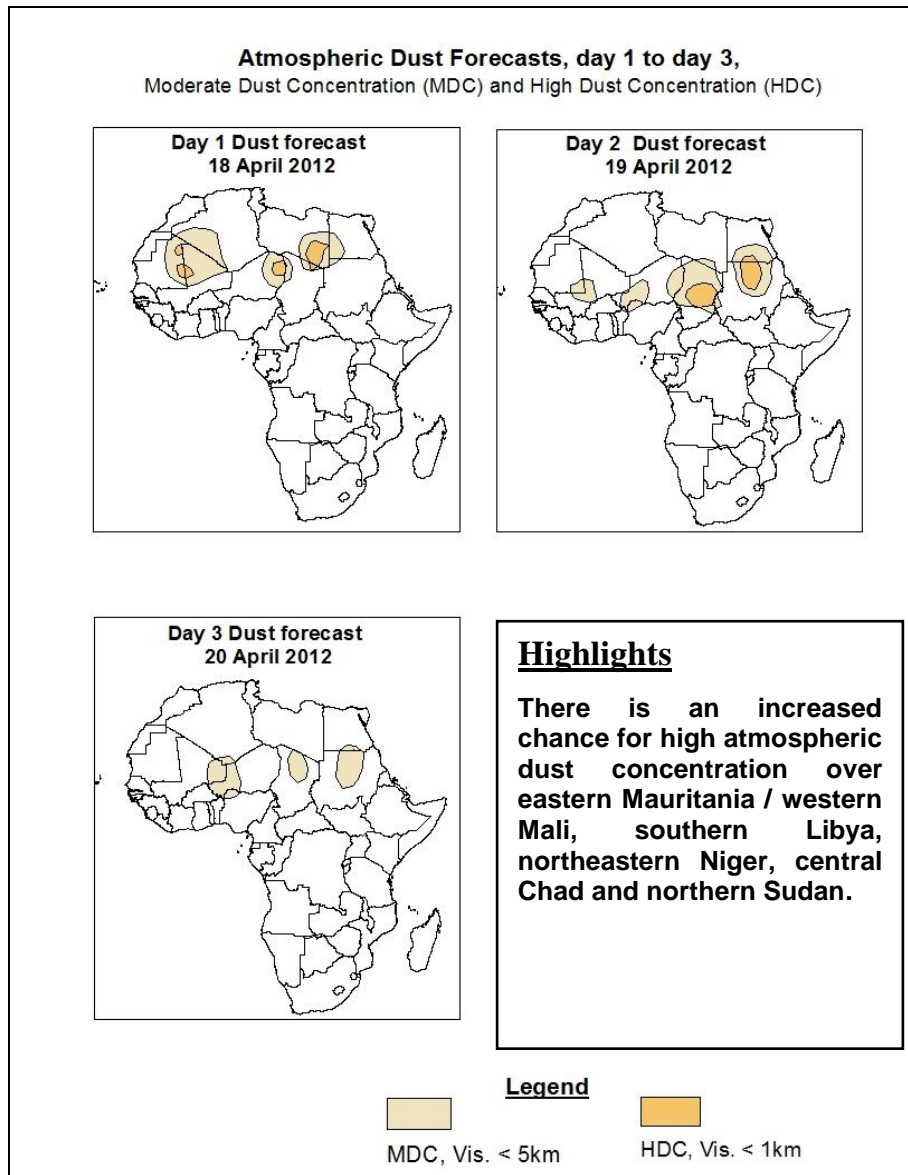 Atmospheric Dust Forecasts, day 1 to day 3,
Moderate Dust Concentration (MDC) and High Dust Concentration (HDC)
Day 1 Dust forecast
18 April 2012
Day 2 Dust forecast
19 April 2012
Day 3 Dust forecast
20 April 2012
Highlights
There is an increased
chance for high atmospheric
dust concentration over
eastern Mauritania / western
Mali, southern Libya,
northeastern Niger, central
Chad and northern Sudan.
Legend
MDC, Vis. < 5km
HDC, Vis. < 1km